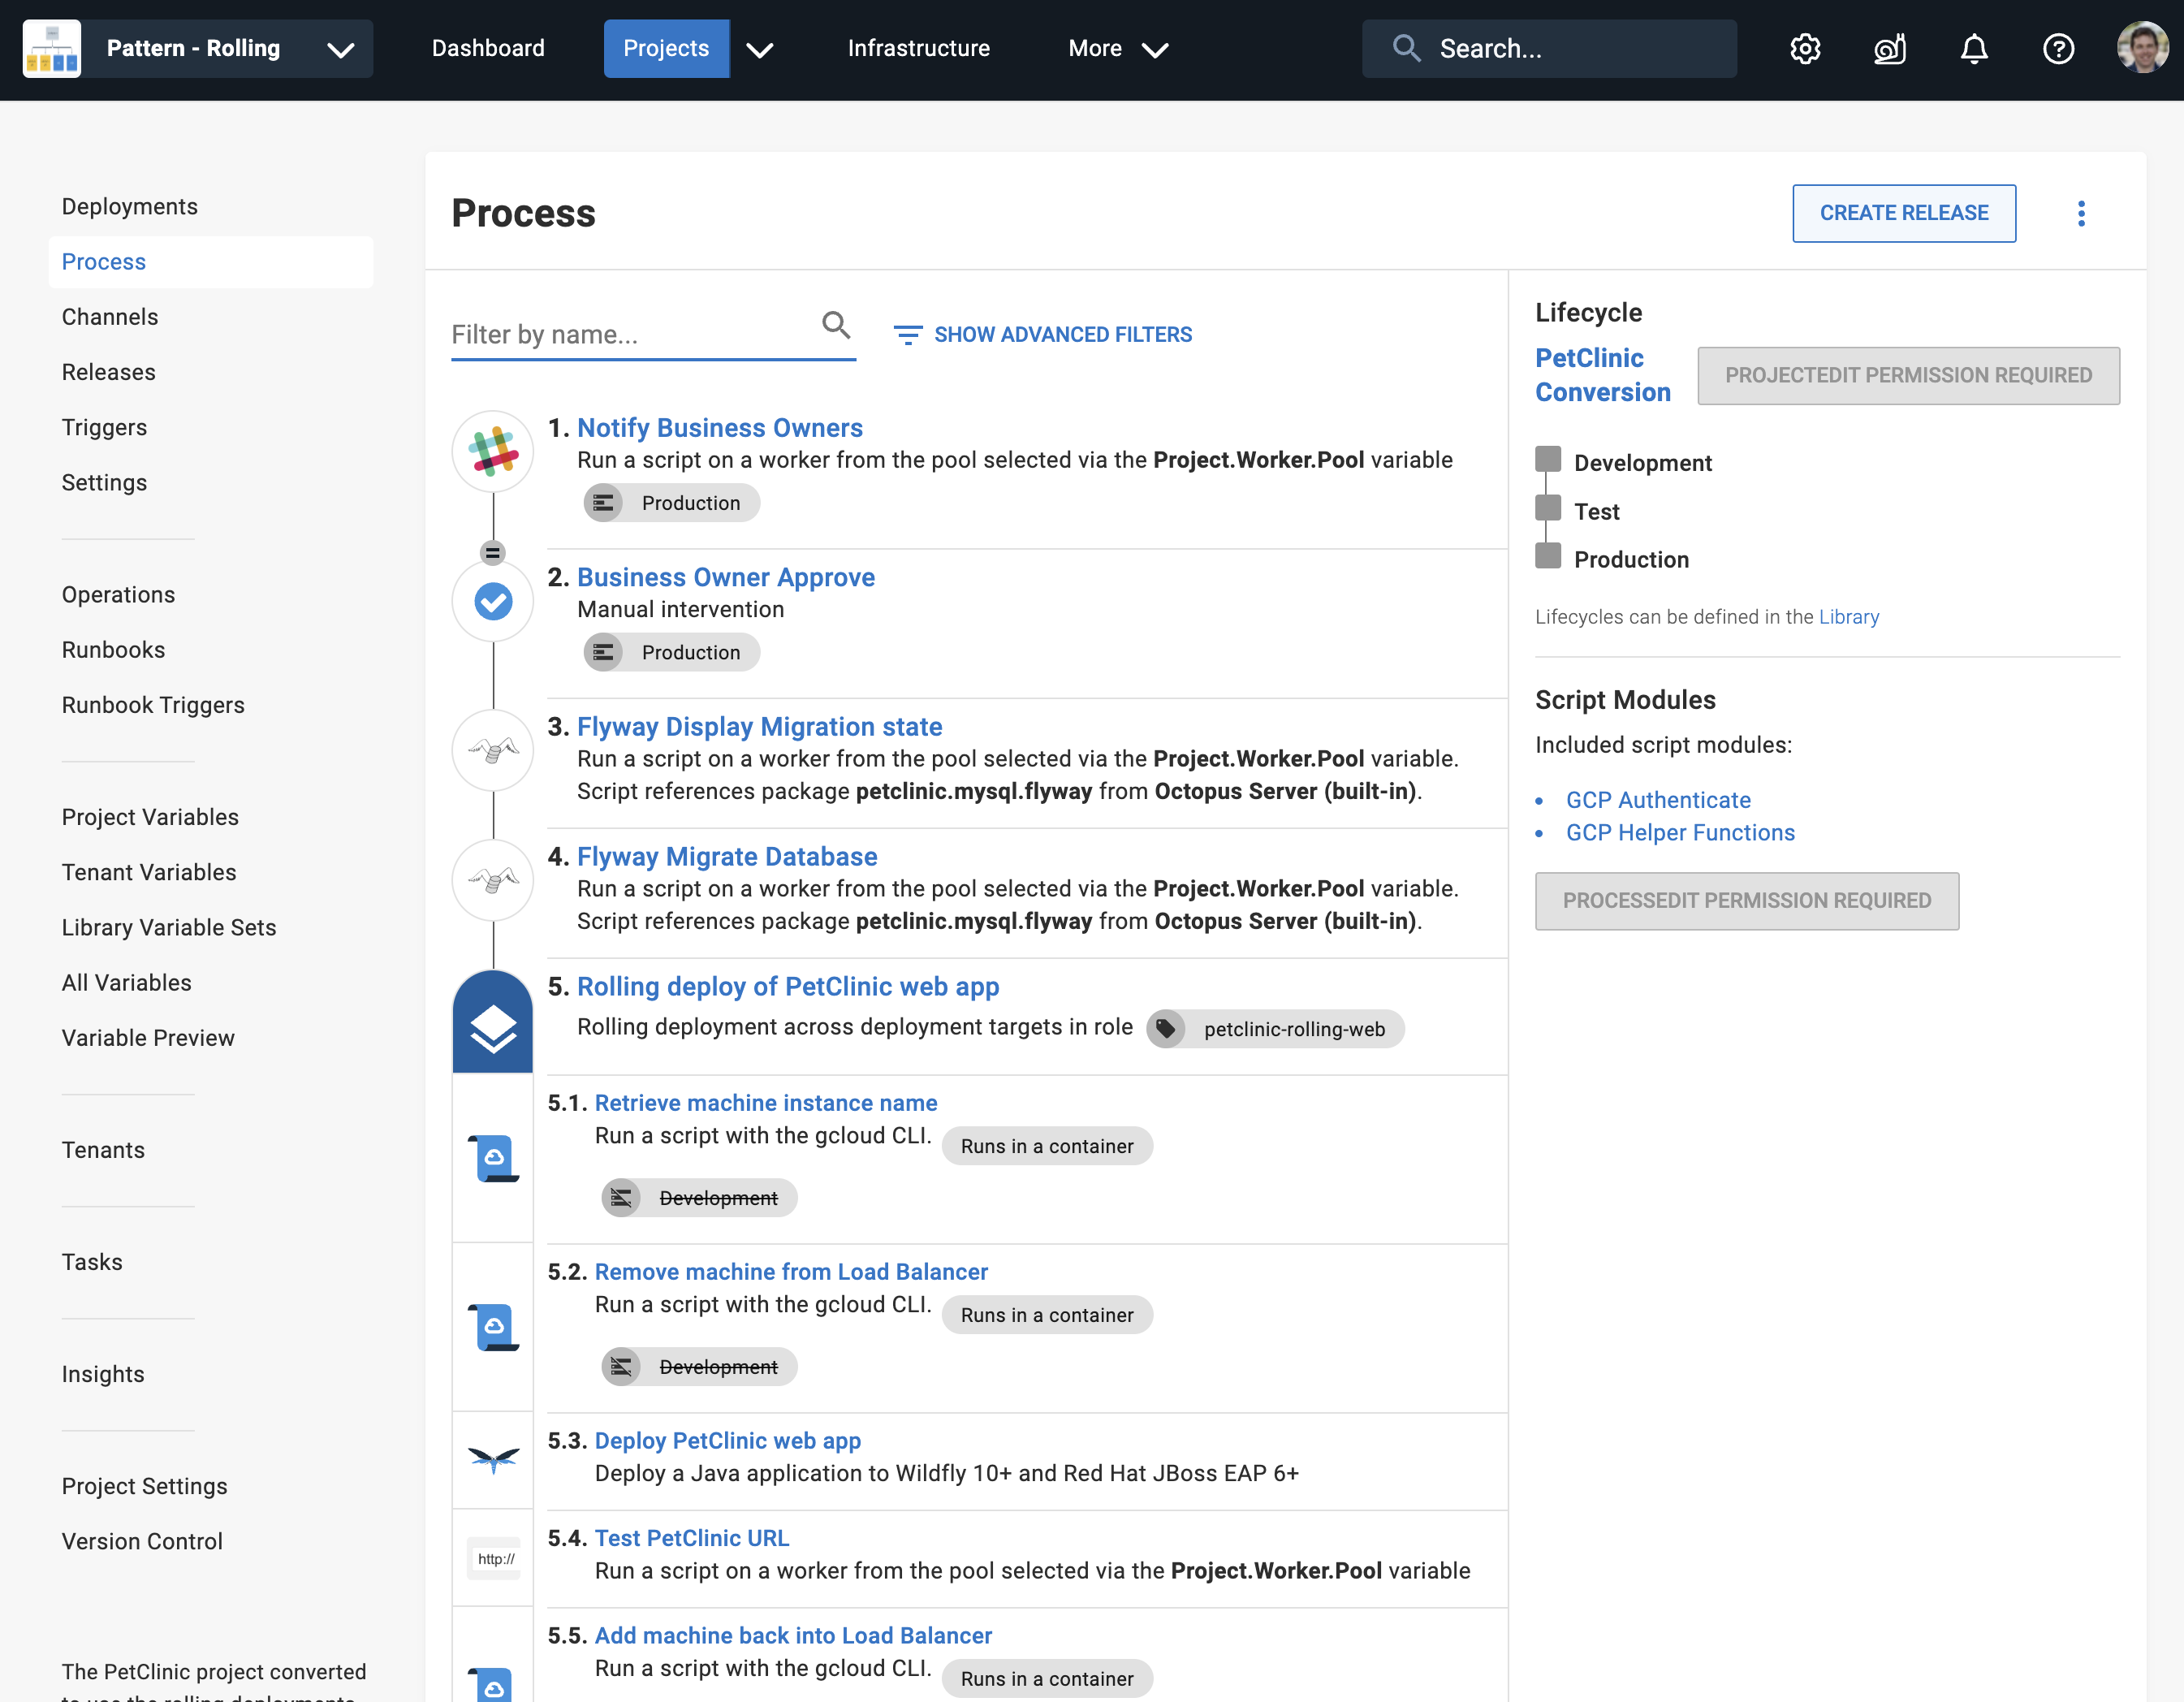 Pattern - Rolling
Dashboard
Projects
Infrastructure
More
Search...
Deployments
Process
Channels
Releases
Triggers
Settings
Operations
Runbooks
Runbook Triggers
Project Variables
Tenant Variables
Library Variable Sets
All Variables
Variable Preview
Tenants
Tasks
Insights
Project Settings
Version Control
The PetClinic project converted
to use the rolling deployments
Process
CREATE RELEASE
Filter by name...
SHOW ADVANCED FILTERS
1. Notify Business Owners
Run a script on a worker from the pool selected via the Project.Worker.Pool variable
Production
2. Business Owner Approve
Manual intervention
Production
3. Flyway Display Migration state
Run a script on a worker from the pool selected via the Project.Worker.Pool variable.
Script references package petclinic.mysql.flyway from Octopus Server (built-in).
4. Flyway Migrate Database
Run a script on a worker from the pool selected via the Project.Worker.Pool variable.
Script references package petclinic.mysql.flyway from Octopus Server (built-in).
5. Rolling deploy of PetClinic web app
Rolling deployment across deployment targets in role petclinic-rolling-web
5.1. Retrieve machine instance name
Run a script with the gcloud CLI. Runs in a container
Development
5.2. Remove machine from Load Balancer
Run a script with the gcloud CLI. Runs in a container
Development
5.3. Deploy PetClinic web app
Deploy a Java application to Wildfly 10+ and Red Hat JBoss EAP 6+
http://
5.4. Test PetClinic URL
Run a script on a worker from the pool selected via the Project.Worker.Pool variable
5.5. Add machine back into Load Balancer
Run a script with the gcloud CLI. Runs in a container
Lifecycle
PetClinic
Conversion
PROJECTEDIT PERMISSION REQUIRED
Development
Test
Production
Lifecycles can be defined in the Library
Script Modules
Included script modules:
• GCP Authenticate
• GCP Helper Functions
PROCESSEDIT PERMISSION REQUIRED